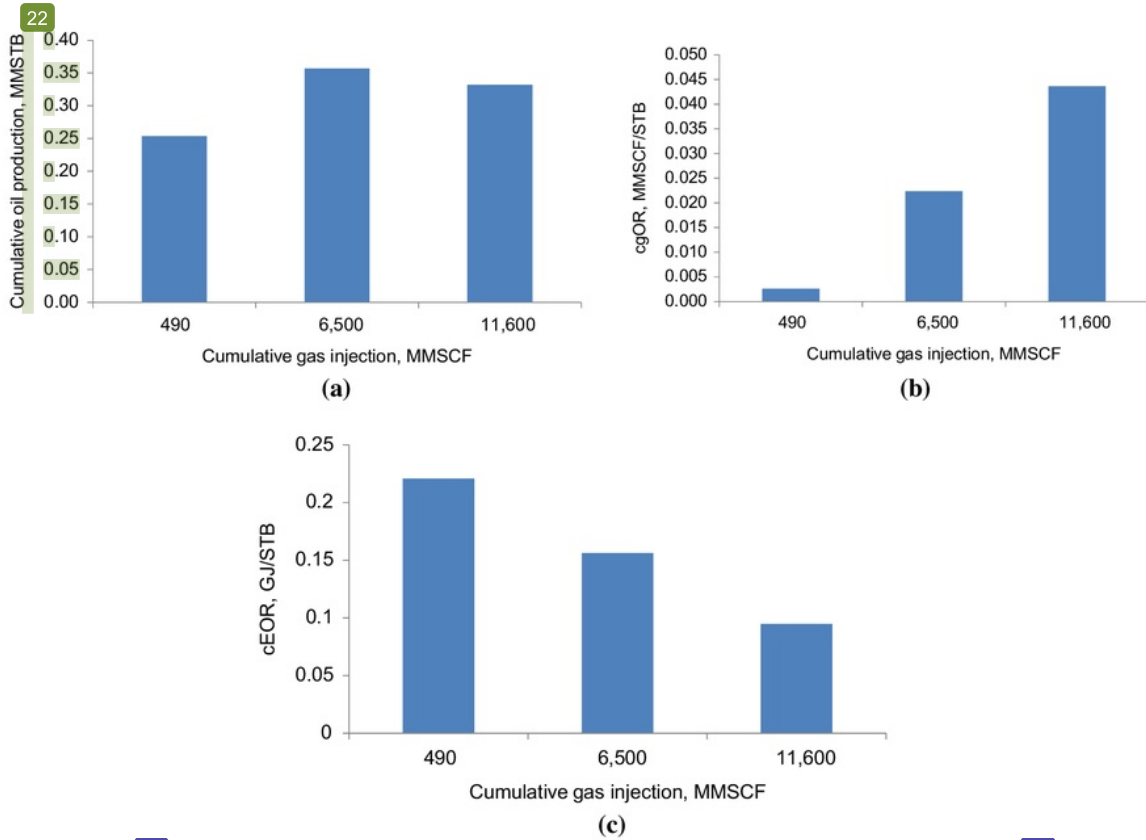 22
Cumulative oil production, MMSTB
0.40
0.35
0.30
0.25
0.20
0.15
0.10
0.05
0.00
490 6,500 11,600
Cumulative gas injection, MMSCF
(a)
cgOR, MMSCF/STB
0.050
0.045
0.040
0.035
0.030
0.025
0.020
0.015
0.010
0.005
0.000
490 6,500 11,600
Cumulative gas injection, MMSCF
(b)
cEOR, GJ/STB
0.25
0.2
0.15
0.1
0.05
0
490 6,500 11,600
Cumulative gas injection, MMSCF
(c)